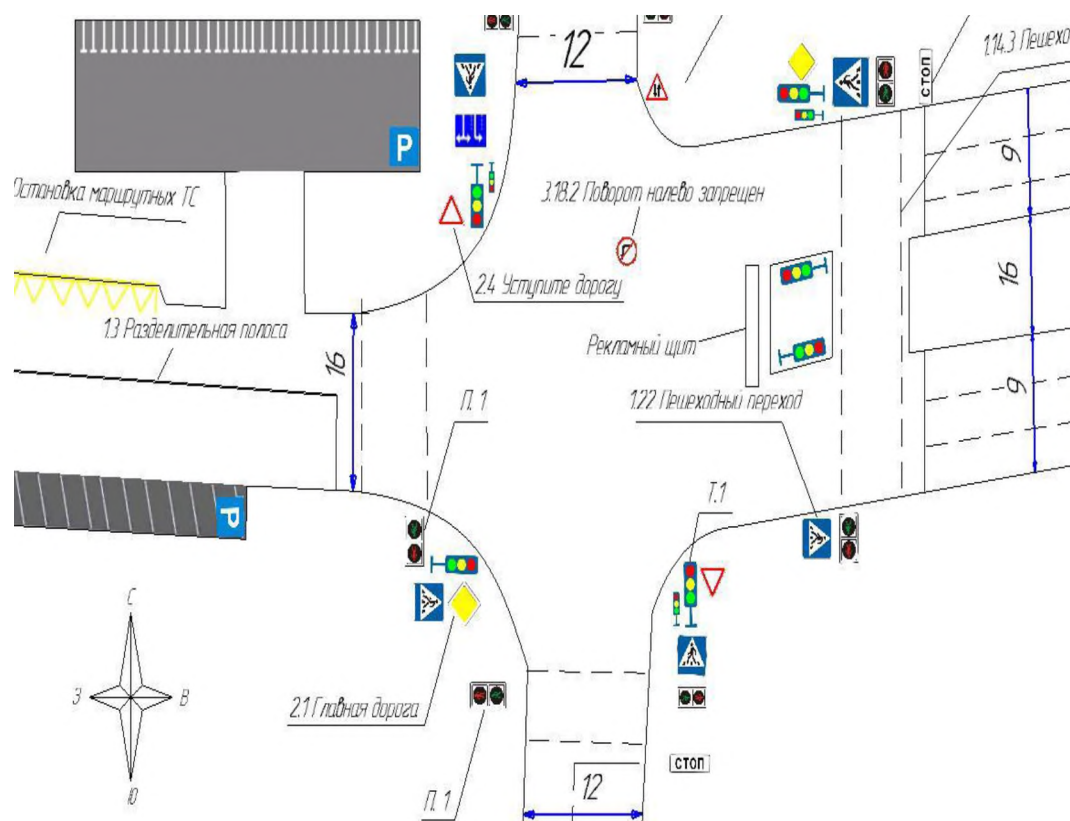 12
1.14.3 Пешехо
СТОП
9
P
Остановка маршрутных ТС
3.18.2 Поворот налево запрещен
16
2.4 Уступите дорогу
1.3 Разделительная полоса
16
Рекламный щит
9
П. 1
1.22 Пешеходный переход
P
Т.1
С
З
В
Ю
2.1 Главная дорога
СТОП
П. 1
12